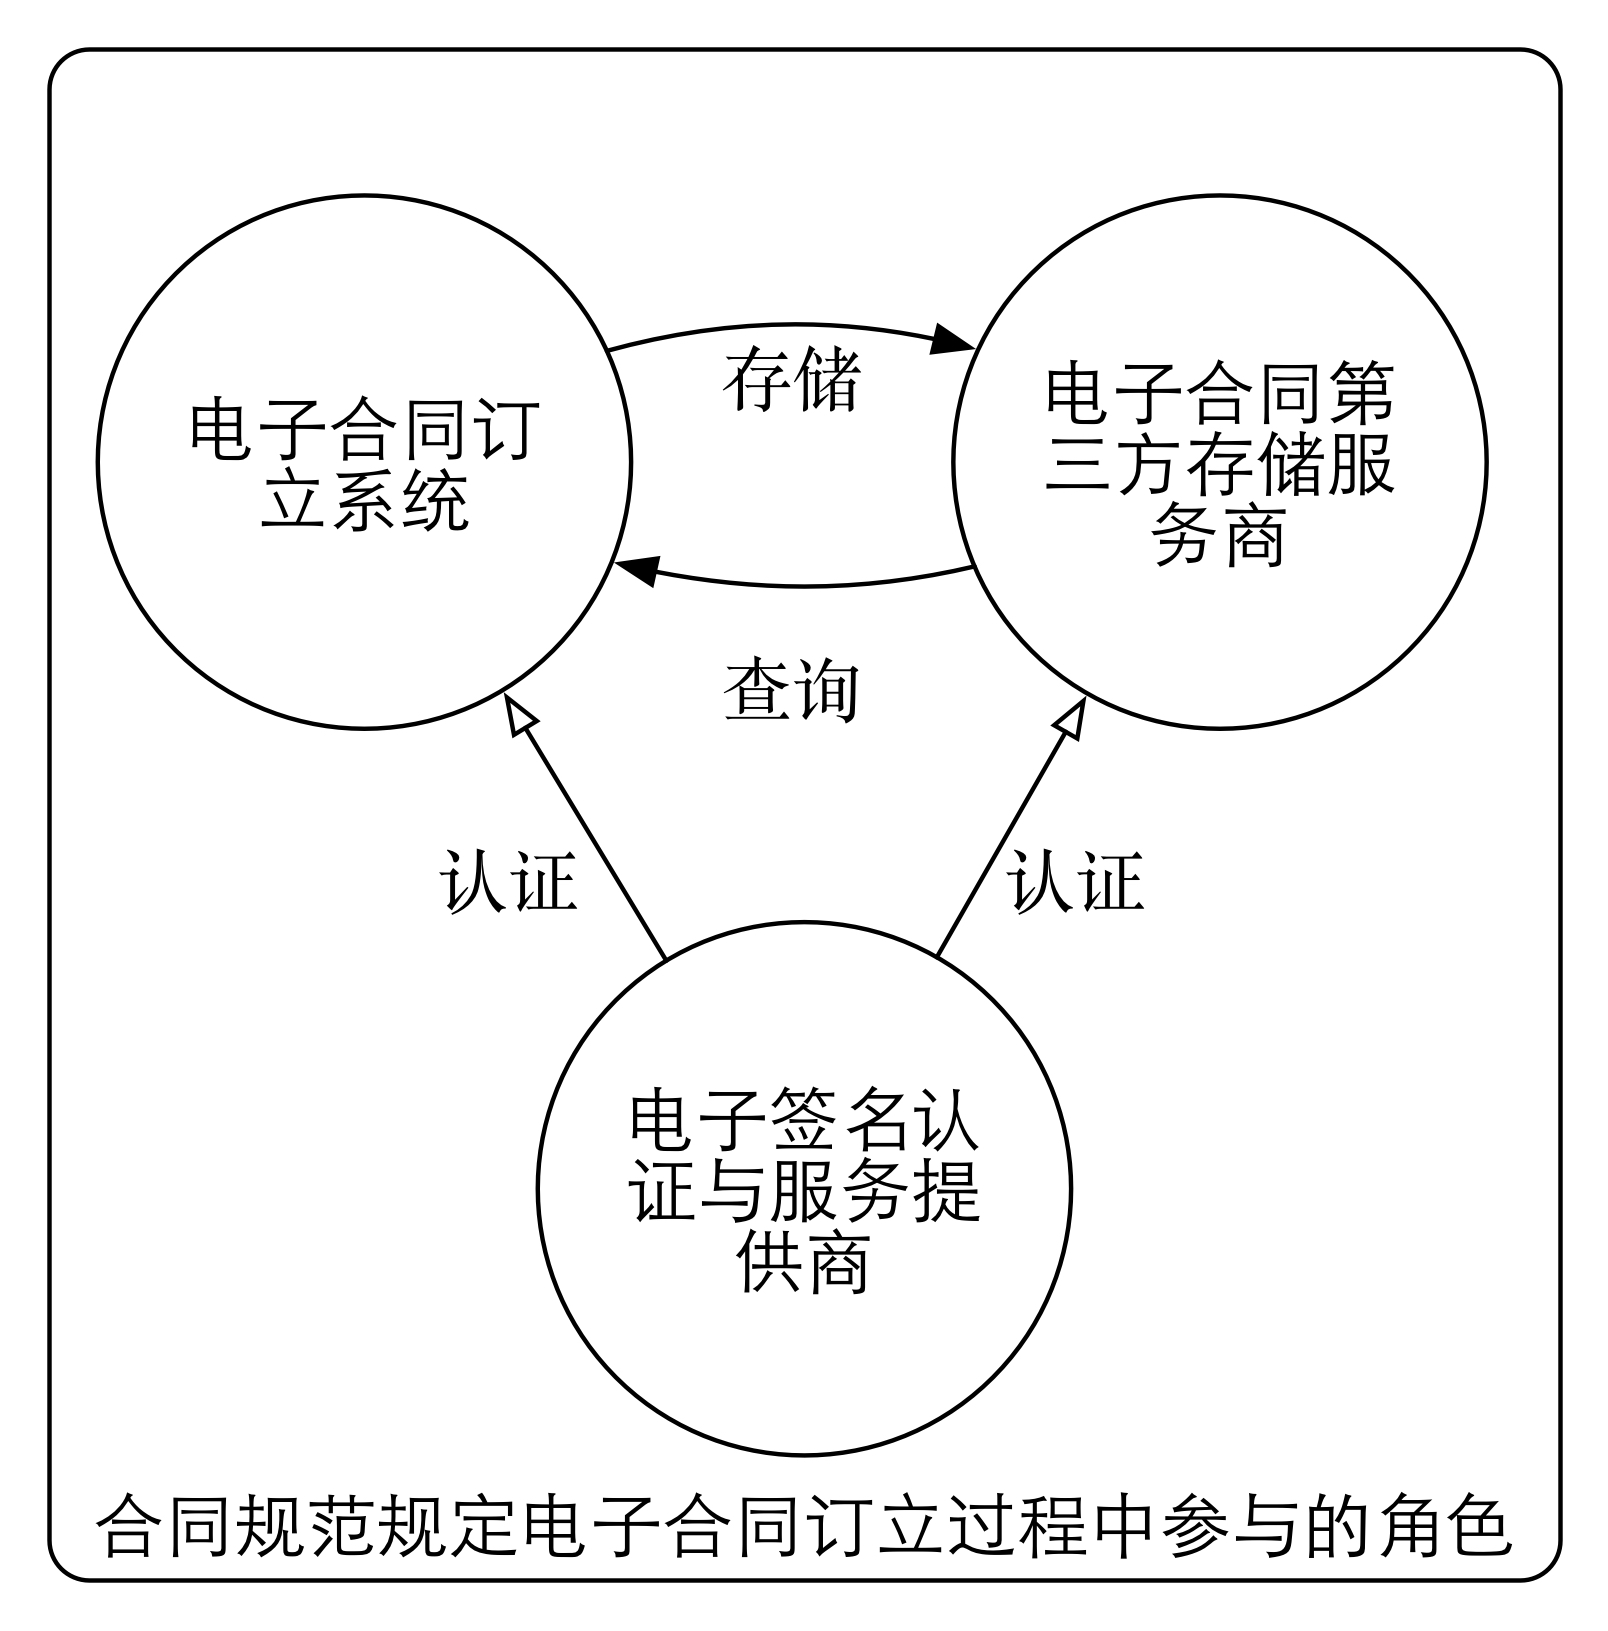 电子合同订
立系统
存储
电子合同第
三方存储服
务商
查询
认证
认证
电子签名认
证与服务提
供商
合同规范规定电子合同订立过程中参与的角色